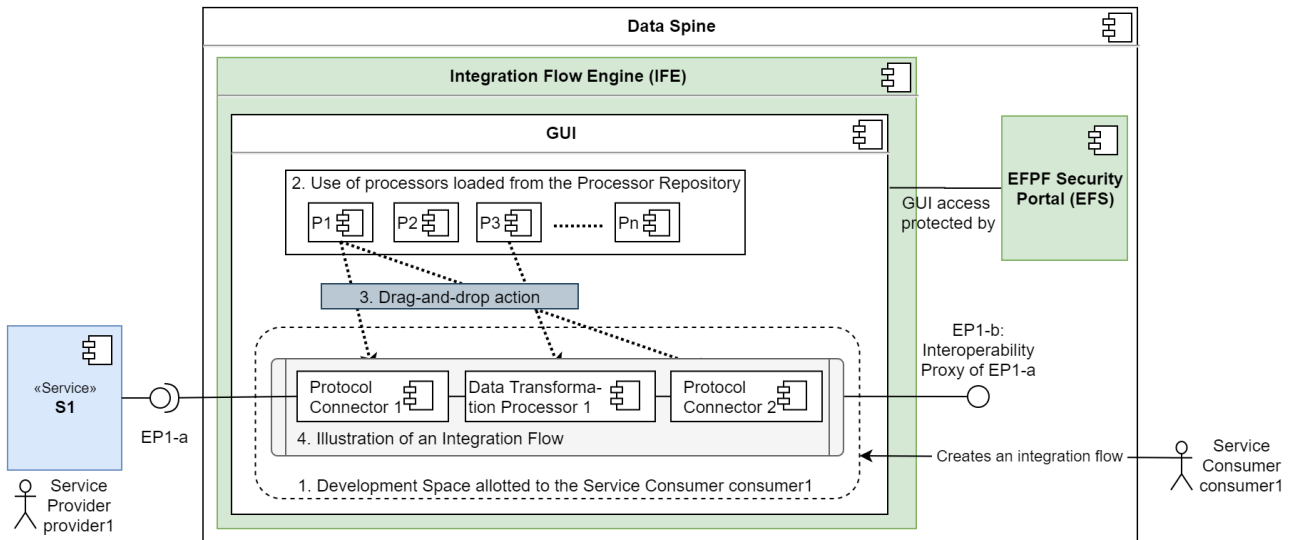 Data Spine
Integration Flow Engine (IFE)
GUI
2. Use of processors loaded from the Processor Repository
P1
P2
P3
Pn
EFPF Security
Portal (EFS)
GUI access
protected by
3. Drag-and-drop action
«Service»
S1
EP1-a
Protocol
Connector 1
Data Transforma-
tion Processor 1
Protocol
Connector 2
4. Illustration of an Integration Flow
1. Development Space allotted to the Service Consumer consumer1
EP1-b:
Interoperability
Proxy of EP1-a
Creates an integration flow
Service
Consumer
consumer1
Service
Provider
provider1